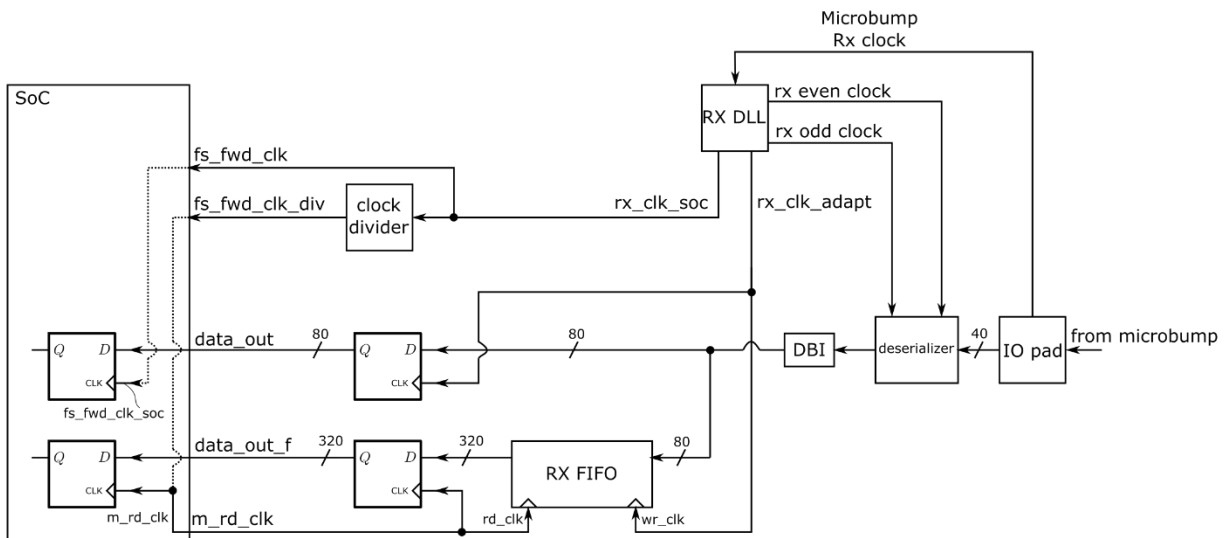 Microbump
Rx clock
SoC
RX DLL
rx even clock
rx odd clock
fs_fwd_clk
fs_fwd_clk_div
clock
divider
rx_clk_soc
rx_clk_adapt
data_out
80
80
40
from microbump
Q
D
CLK
Q
D
CLK
DBI
deserializer
IO pad
fs_fwd_clk_soc
data_out_f
320
320
80
Q
D
CLK
Q
D
CLK
RX FIFO
m_rd_clk
m_rd_clk
rd_clk
wr_clk